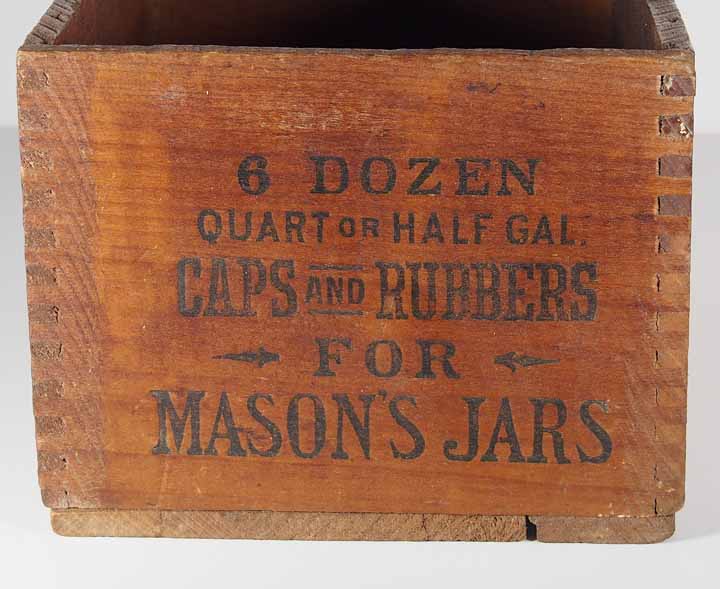 6 DOZEN
QUART OR HALF GAL.
CAPS AND RUBBERS
FOR
MASON'S JARS